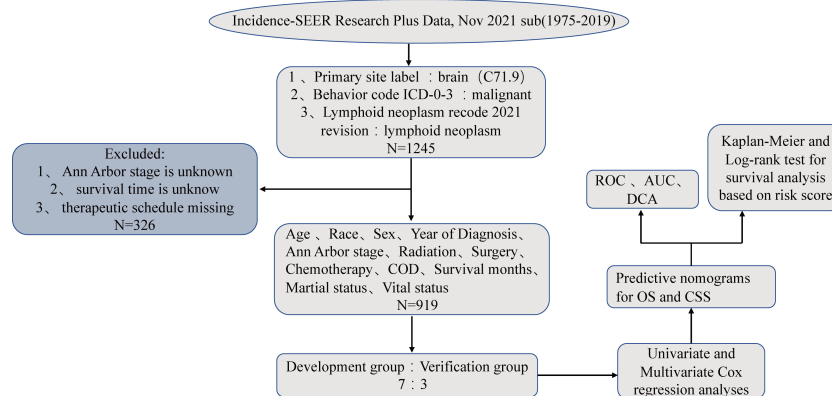 Incidence-SEER Research Plus Data, Nov 2021 sub(1975-2019)
1 、Primary site label ：brain（C71.9）
2、Behavior code ICD-0-3 ：malignant
3、Lymphoid neoplasm recode 2021
revision：lymphoid neoplasm
N=1245
Excluded:
1、 Ann Arbor stage is unknown
2、 survival time is unknow
3、 therapeutic schedule missing
N=326
Age 、Race、Sex、Year of Diagnosis、
Ann Arbor stage、Radiation、Surgery、
Chemotherapy、COD、Survival months、
Martial status、Vital status
N=919
Development group：Verification group
7：3
Univariate and
Multivariate Cox
regression analyses
Predictive nomograms
for OS and CSS
ROC 、AUC、
DCA
Kaplan-Meier and
Log-rank test for
survival analysis
based on risk score